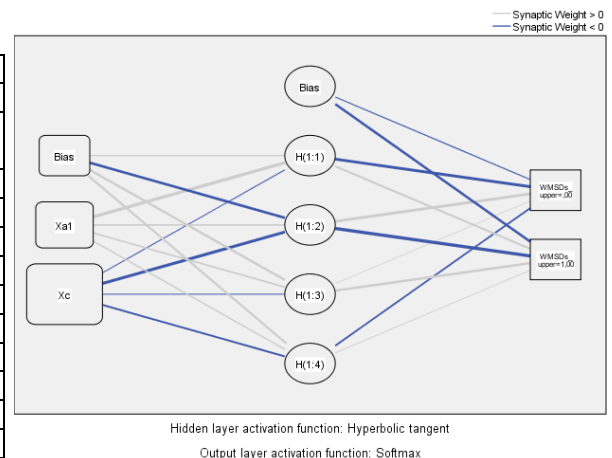 Synaptic Weight > 0
Synaptic Weight < 0
Bias
Bias
H(1:1)
Xa1
H(1:2)
Xc
H(1:3)
H(1:4)
WMSDs
upper=,00
WMSDs
upper=1,00
Hidden layer activation function: Hyperbolic tangent
Output layer activation function: Softmax